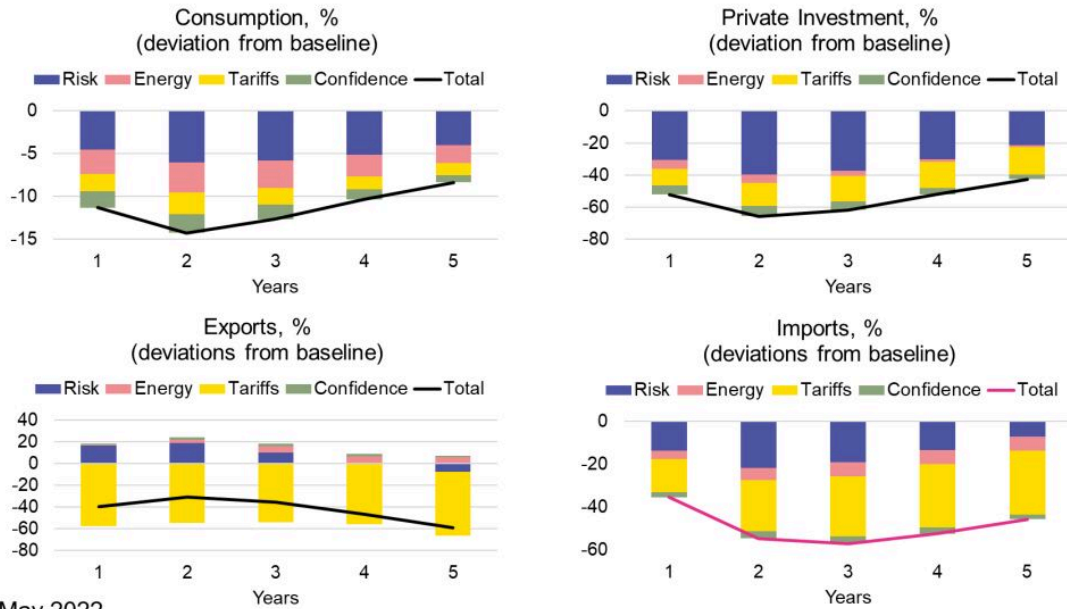 Consumption, %
(deviation from baseline)
Risk Energy Tariffs Confidence Total
0
-5
-10
-15
1 2 3 4 5
Years
Private Investment, %
(deviation from baseline)
Risk Energy Tariffs Confidence Total
0
-20
-40
-60
-80
1 2 3 4 5
Years
Exports, %
(deviations from baseline)
Risk Energy Tariffs Confidence Total
40
20
0
-20
-40
-60
-80
1 2 3 4 5
Years
Imports, %
(deviations from baseline)
Risk Energy Tariffs Confidence Total
0
-20
-40
-60
1 2 3 4 5
Years
May 2022